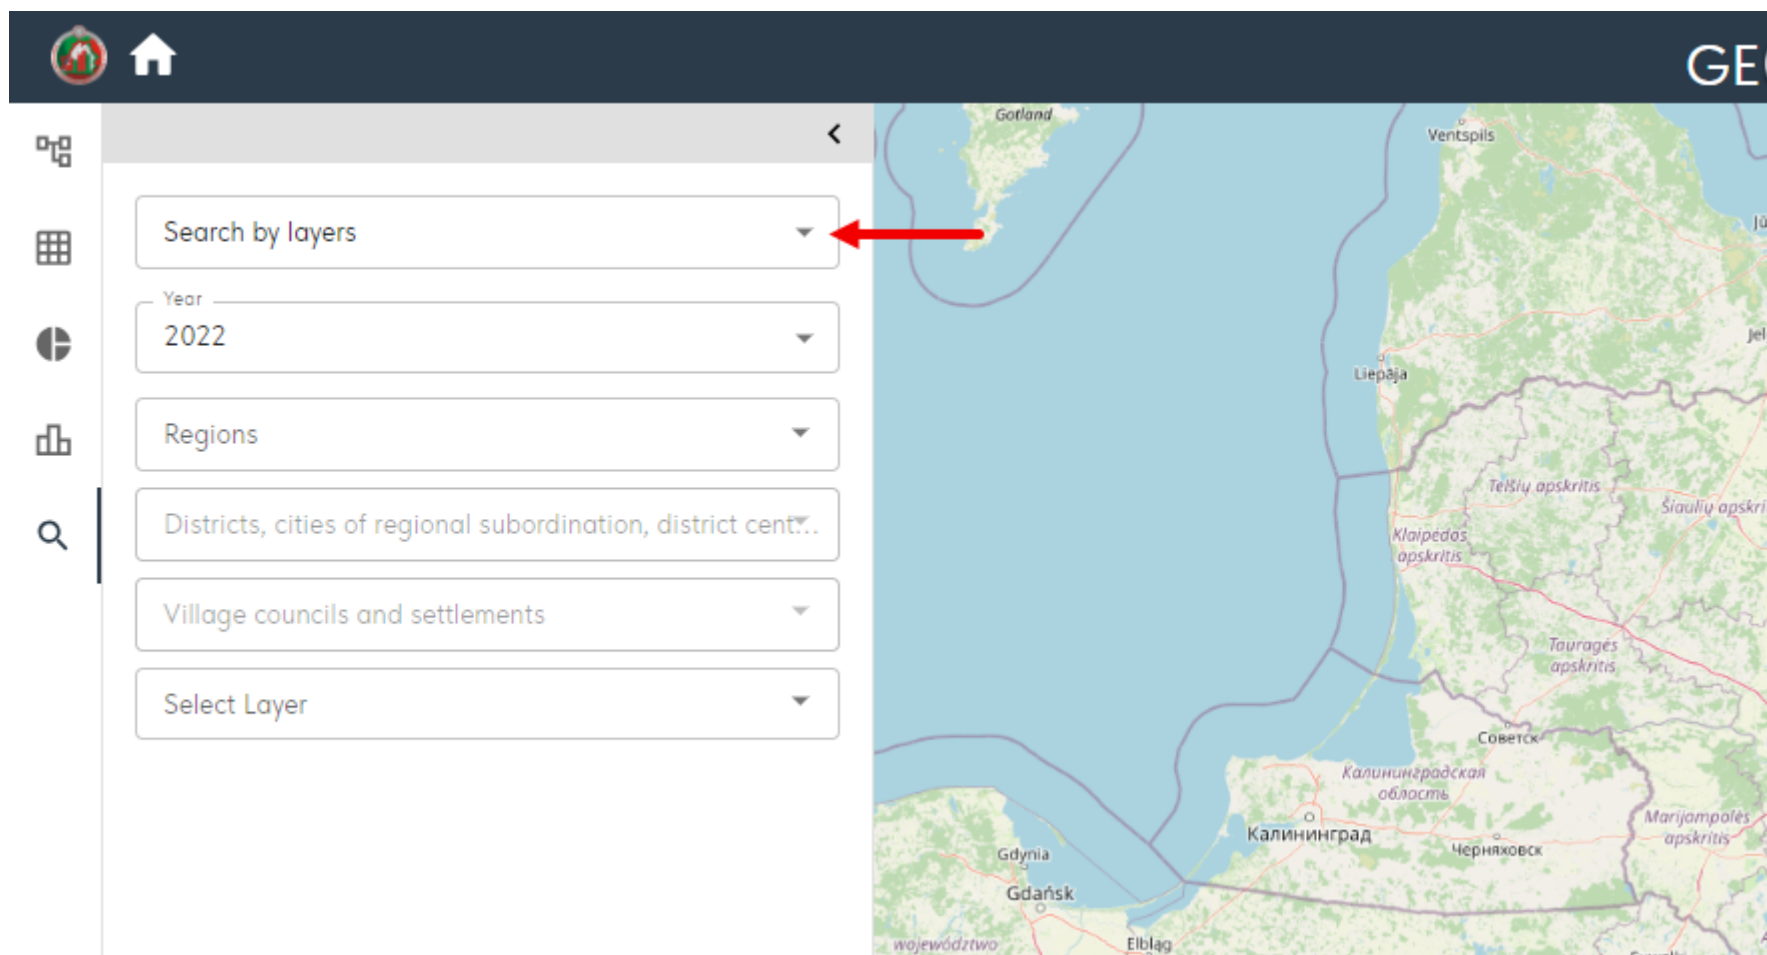 GE
Search by layers
Year
2022
Regions
Districts, cities of regional subordination, district cent...
Village councils and settlements
Select Layer
Gotland
Ventspils
Jū
Jel
Liepāja
Telšių apskritis
Šiaulių apskri
Klaipėdos
apskritis
Tauragės
apskritis
Советск
Калининградская
область
Marijampolės
apskritis
Калининград
Черняховск
Gdynia
Gdańsk
województwo
Elbląg